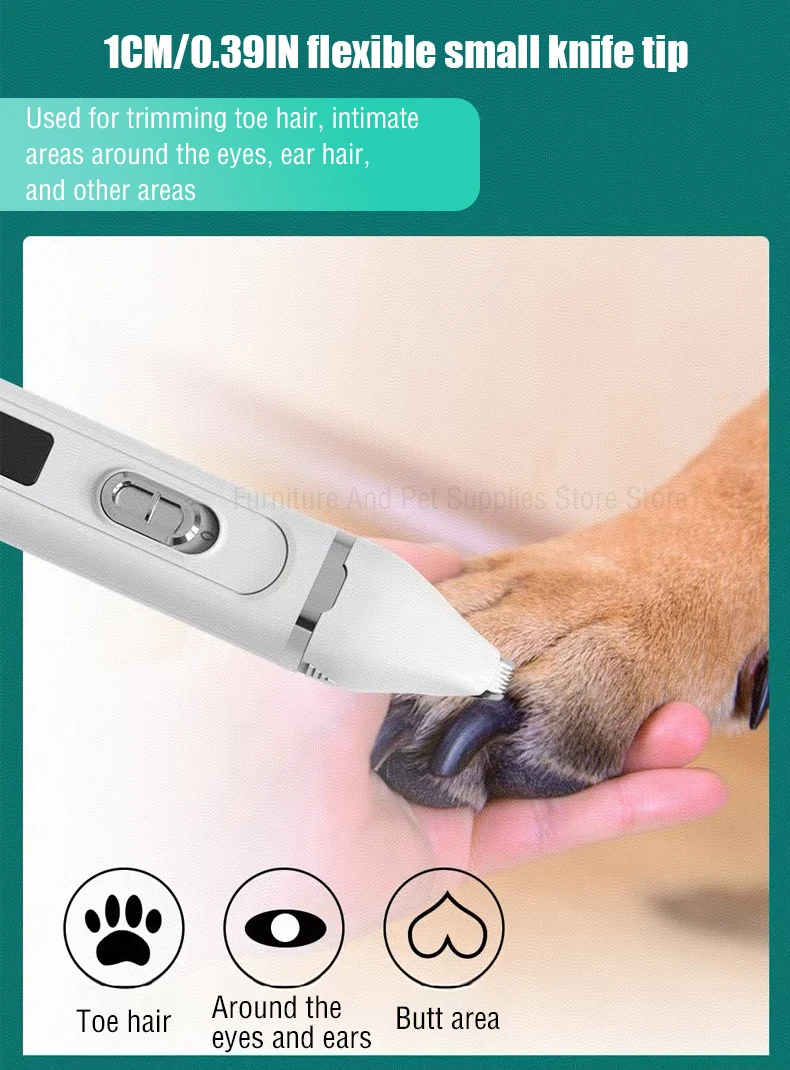 1CM/0.39IN flexible small knife tip
Used for trimming toe hair, intimate
areas around the eyes, ear hair,
and other areas
Furniture And Pet Supplies Store Store
Toe hair
Around the
eyes and ears
Butt area